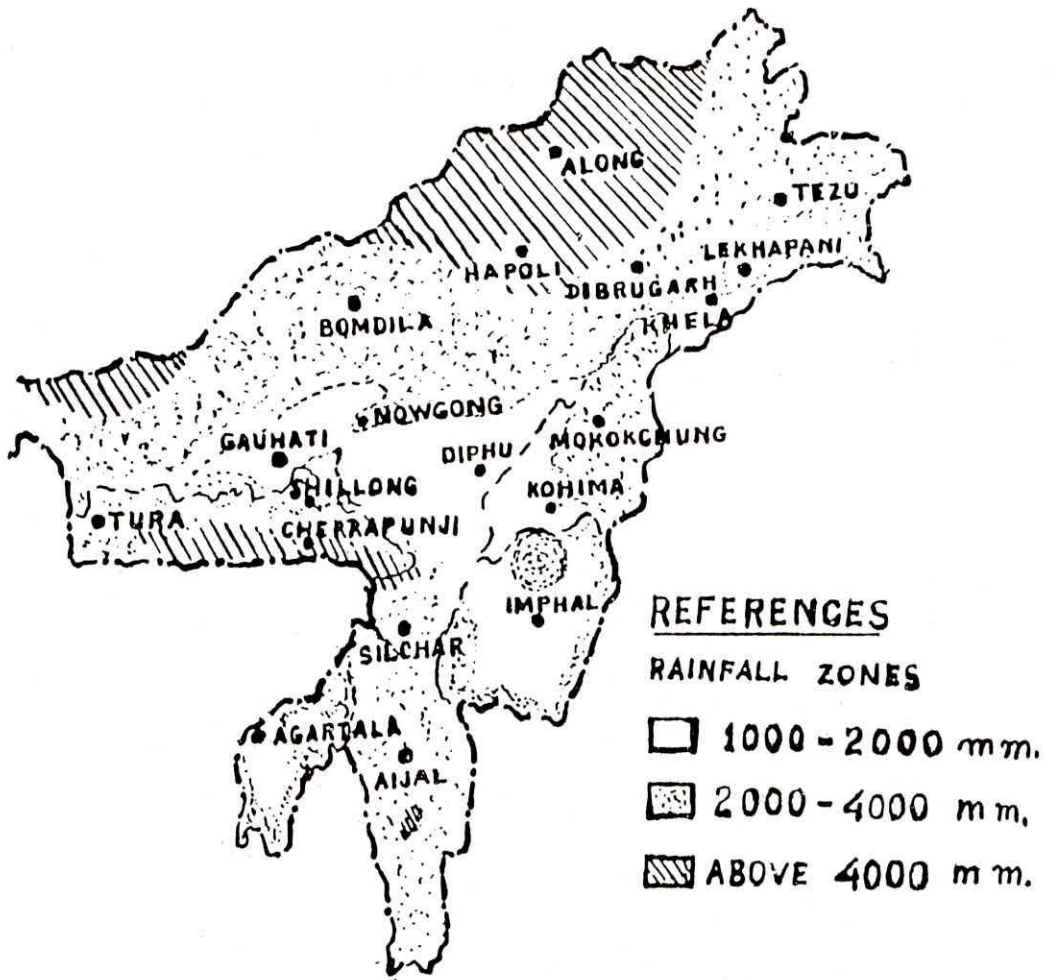 ALONG
TEZU
HAPOLI
LEKHAPANI
DIBRUGARH
KHELA
BOMDILA
NOWGONG
GAUHATI
DIPHU
MOKOKCHUNG
SHILLONG
KOHIMA
TURA
CHERRAPUNJI
IMPHAL
SILCHAR
AGARTALA
AIJAL
REFERENCES
RAINFALL ZONES
1000-2000 mm.
2000-4000 mm.
ABOVE 4000 mm.